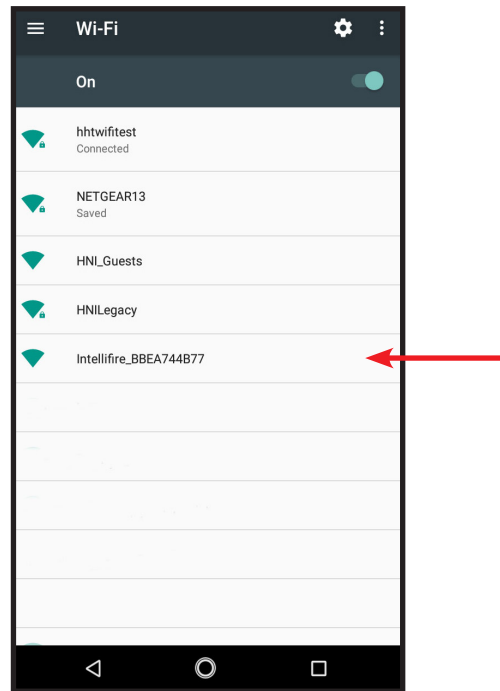 Wi-Fi
On
hhtwifitest
Connected
NETGEAR13
Saved
HNI_Guests
HNILegacy
Intellifire_BBEA744B77